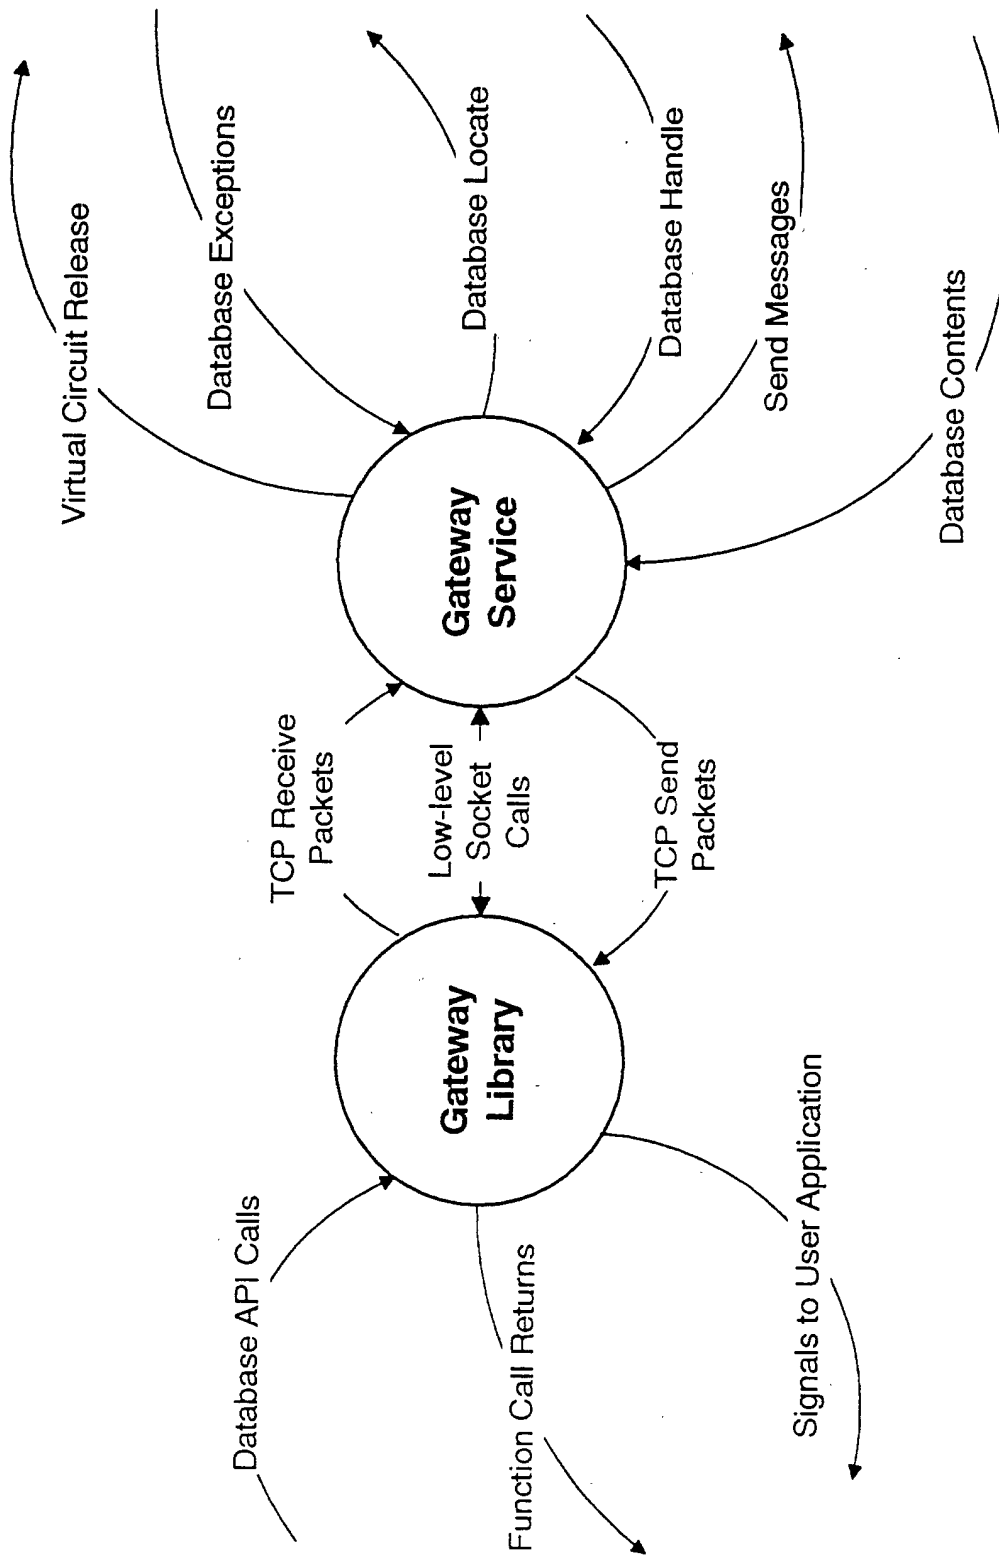 Database API Calls
Function Call Returns
Signals to User Application
Gateway
Library
TCP Receive
Packets
Low-level
Socket
Calls
TCP Send
Packets
Gateway
Service
Virtual Circuit Release
Database Exceptions
Database Locate
Database Handle
Send Messages
Database Contents